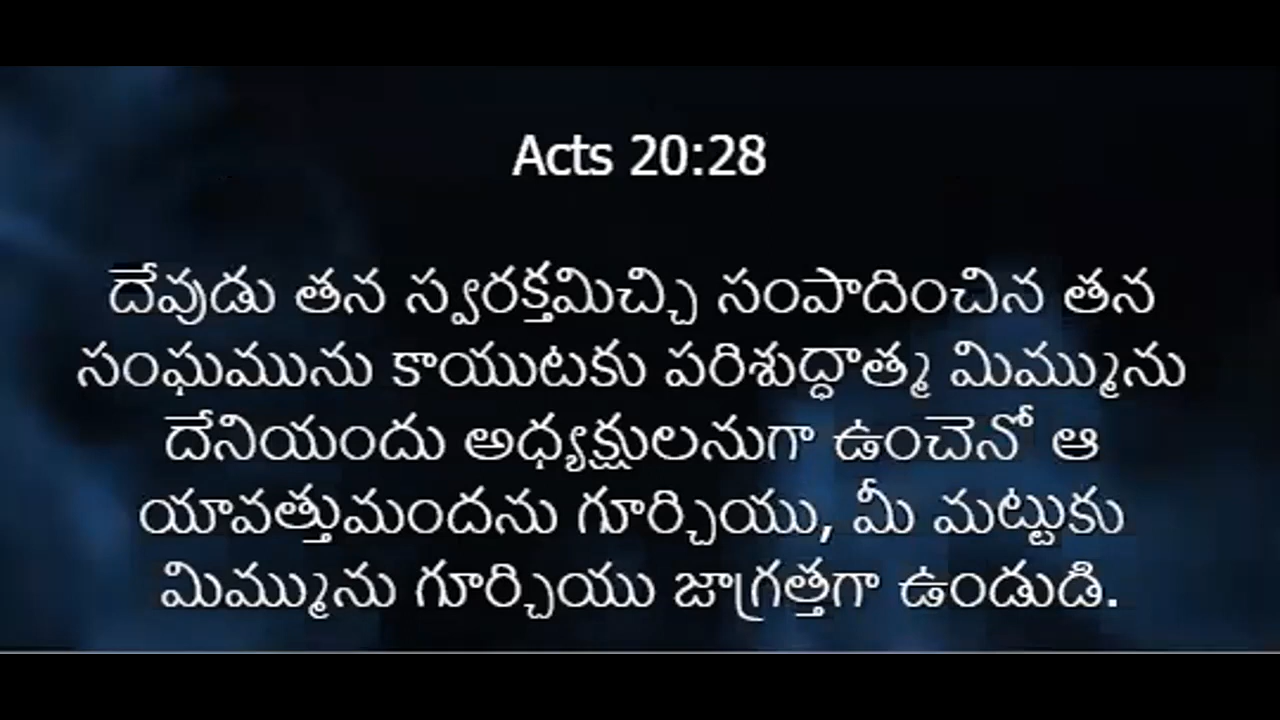 Acts 20:28
దేవుడు తన స్వరక్తమిచ్చి సంపాదించిన తన
సంఘమును కాయుటకు పరిశుద్ధాత్మ మిమ్మును
దేనియందు అధ్యక్షులనుగా ఉంచెనో ఆ
యావత్తుమందను గూర్చియు, మీ మట్టుకు
మిమ్మును గూర్చియు జాగ్రత్తగా ఉండుడి.